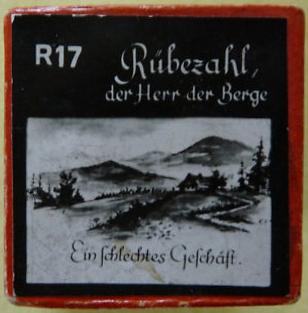 R17
Rübezahl,
der Herr der Berge
Ein schlechtes Geschäft.